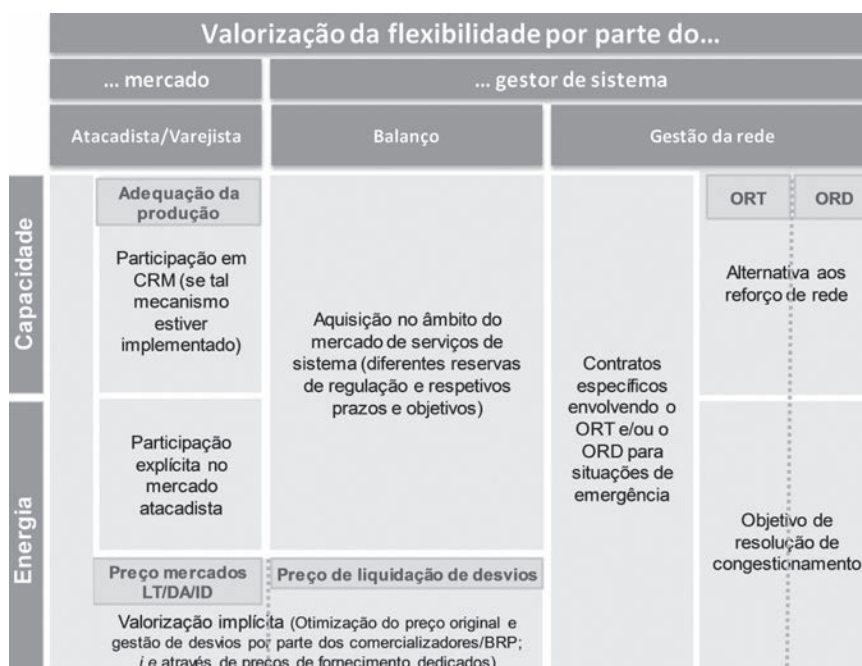 Valorização da flexibilidade por parte do...
... mercado
... gestor de sistema
Atacadista/Varejista
Balanço
Gestão da rede
Capacidade
Adequação da
produção
Participação em
CRM (se tal
mecanismo
estiver
implementado)
Aquisição no âmbito do
mercado de serviços de
sistema (diferentes reservas
de regulação e respetivos
prazos e objetivos)
Contratos
específicos
envolvendo o
ORT e/ou o
ORD para
situações de
emergência
ORT
ORD
Alternativa aos
reforço de rede
Energia
Participação
explícita no
mercado
atacadista
Objetivo de
resolução de
congestionamento
Preço mercados
LT/DA/ID
Preço de liquidação de desvios
Valorização implícita (Otimização do preço original e
gestão de desvios por parte dos comercializadores/BRP;
i.e através de preços de fornecimento dedicados)